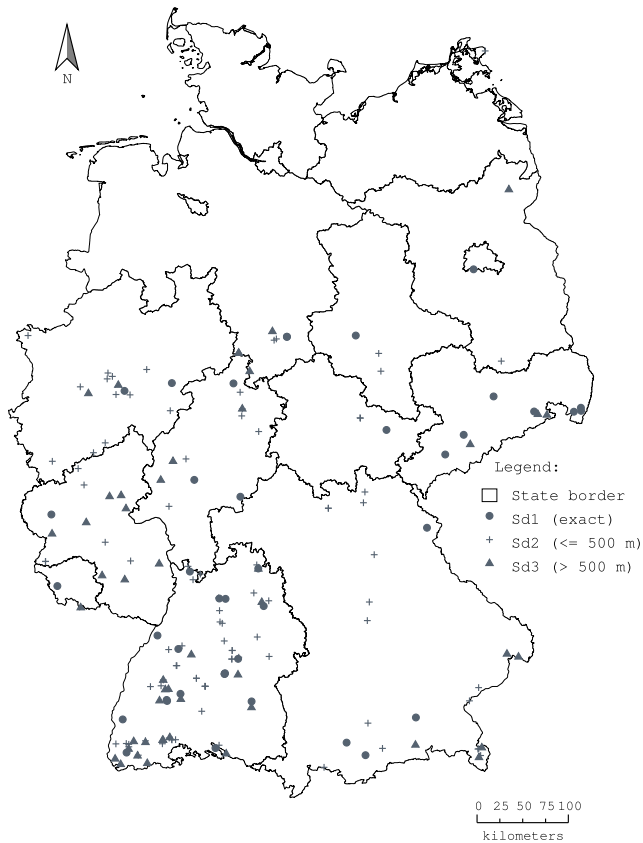 N
Legend:
State border
Sd1 (exact)
Sd2 (<= 500 m)
Sd3 (> 500 m)
0 25 50 75 100
kilometers